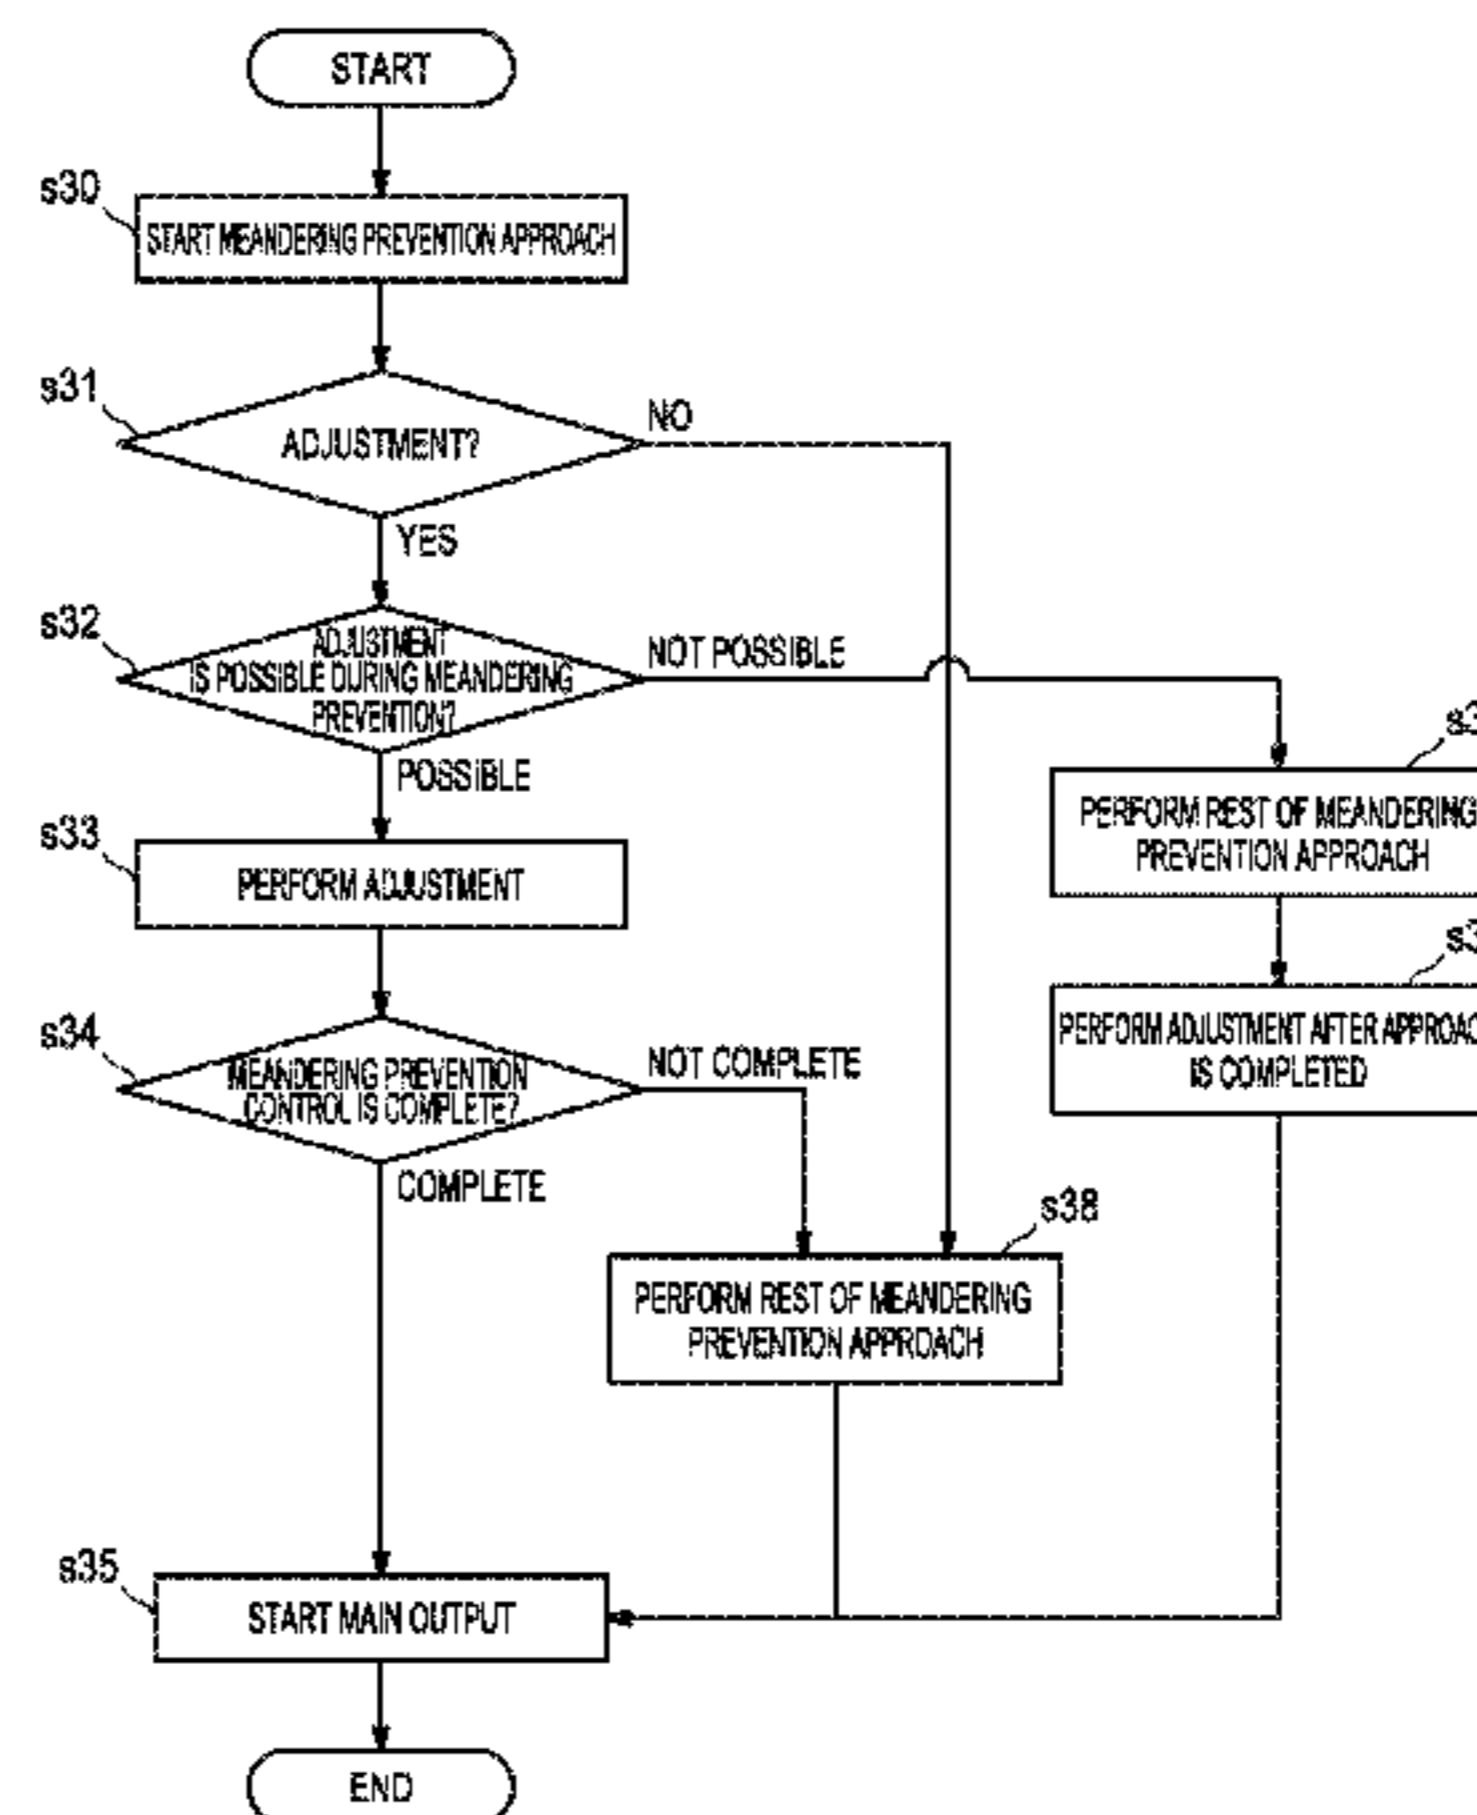 START
s30
START MEANDERING PREVENTION APPROACH
s31
ADJUSTMENT?
NO
YES
s32
ADJUSTMENT
IS POSSIBLE DURING MEANDERING
PREVENTION?
NOT POSSIBLE
POSSIBLE
s3
PERFORM REST OF MEANDERING
PREVENTION APPROACH
s33
PERFORM ADJUSTMENT
s3
PERFORM ADJUSTMENT AFTER APPROAC
IS COMPLETED
s34
MEANDERING PREVENTION
CONTROL IS COMPLETE?
NOT COMPLETE
COMPLETE
s38
PERFORM REST OF MEANDERING
PREVENTION APPROACH
s35
START MAIN OUTPUT
END